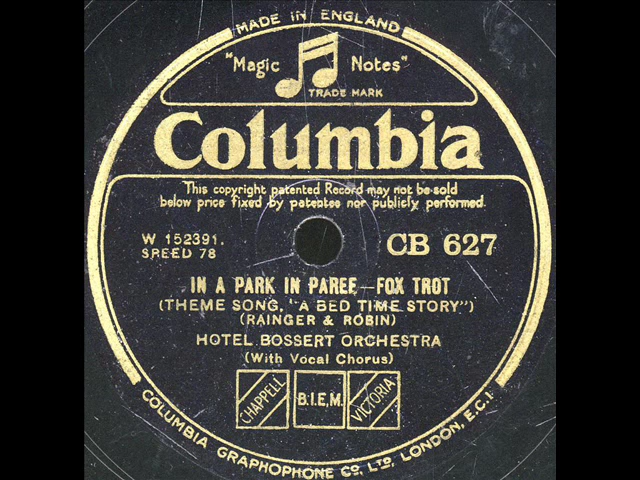 MADE IN ENGLAND
"Magic Notes"
TRADE MARK
Columbia
This copyright patented Record may not be sold
below price fixed by patentee nor publicly performed.
W 152391.
SPEED 78
CB 627
IN A PARK IN PAREE—FOX TROT
(THEME SONG, "A BED TIME STORY")
(RAINGER & ROBIN)
HOTEL BOSSERT ORCHESTRA
(With Vocal Chorus)
CHAPPELL
B.I.E.M.
VICTORIA
COLUMBIA GRAPHOPHONE CO. LTD. LONDON, E.C.1